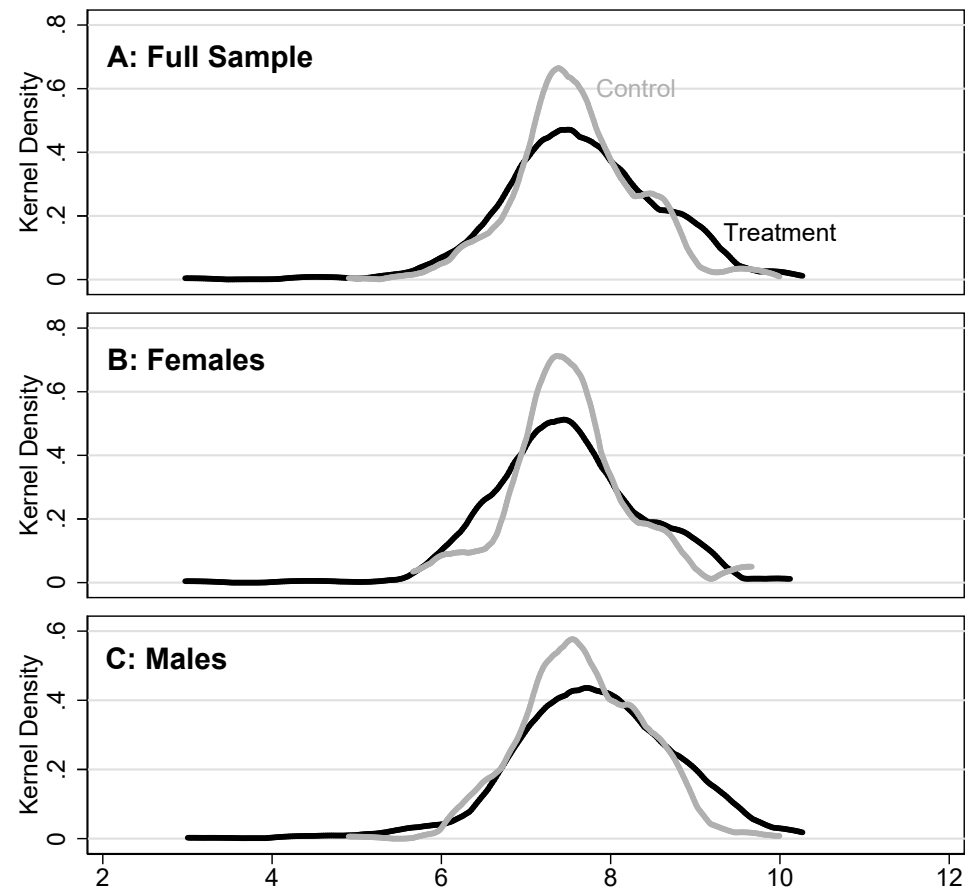 A: Full Sample
Control
Treatment
Kernel Density
0 .2 .4 .6 .8
B: Females
Kernel Density
0 .2 .4 .6 .8
C: Males
Kernel Density
0 .2 .4 .6
2 4 6 8 10 12